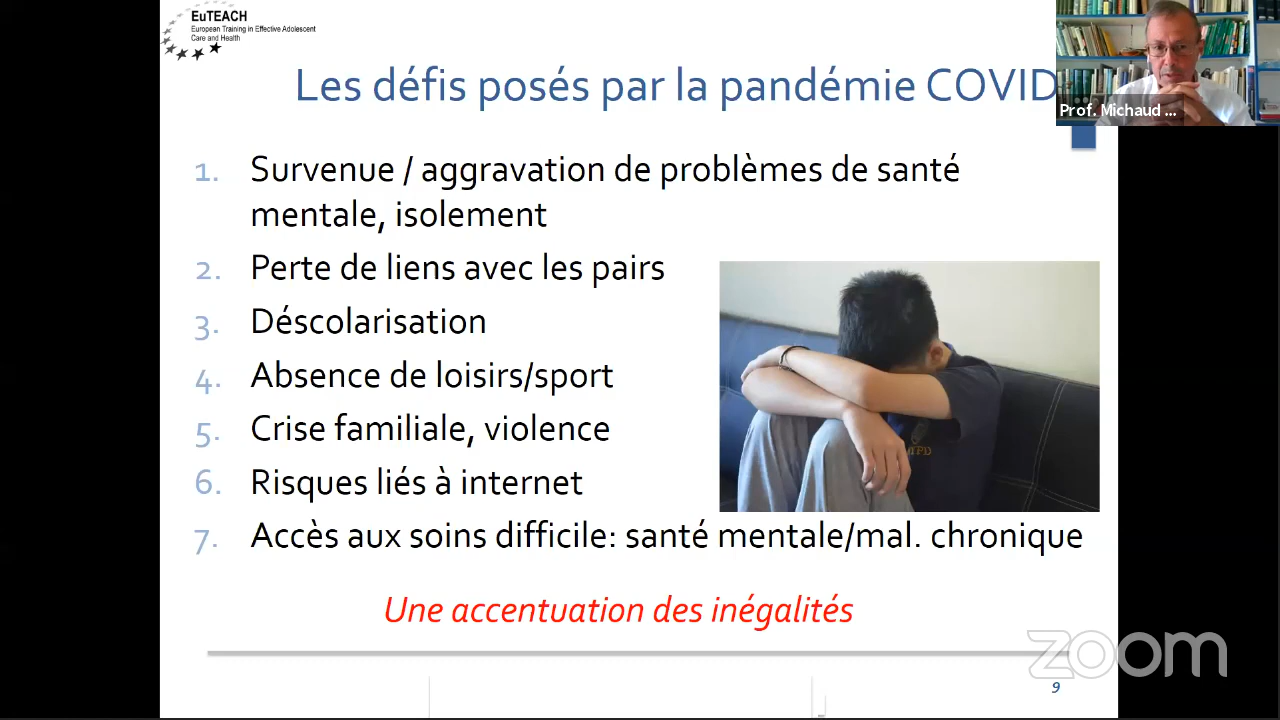 EuTEACH
European Training in Effective Adolescent
Care and Health
Les défis posés par la pandémie COVID
Prof. Michaud ...
1. Survenue / aggravation de problèmes de santé
mentale, isolement
2. Perte de liens avec les pairs
3. Déscolarisation
4. Absence de loisirs/sport
5. Crise familiale, violence
6. Risques liés à internet
7. Accès aux soins difficile: santé mentale/mal. chronique
Une accentuation des inégalités
zoom
9